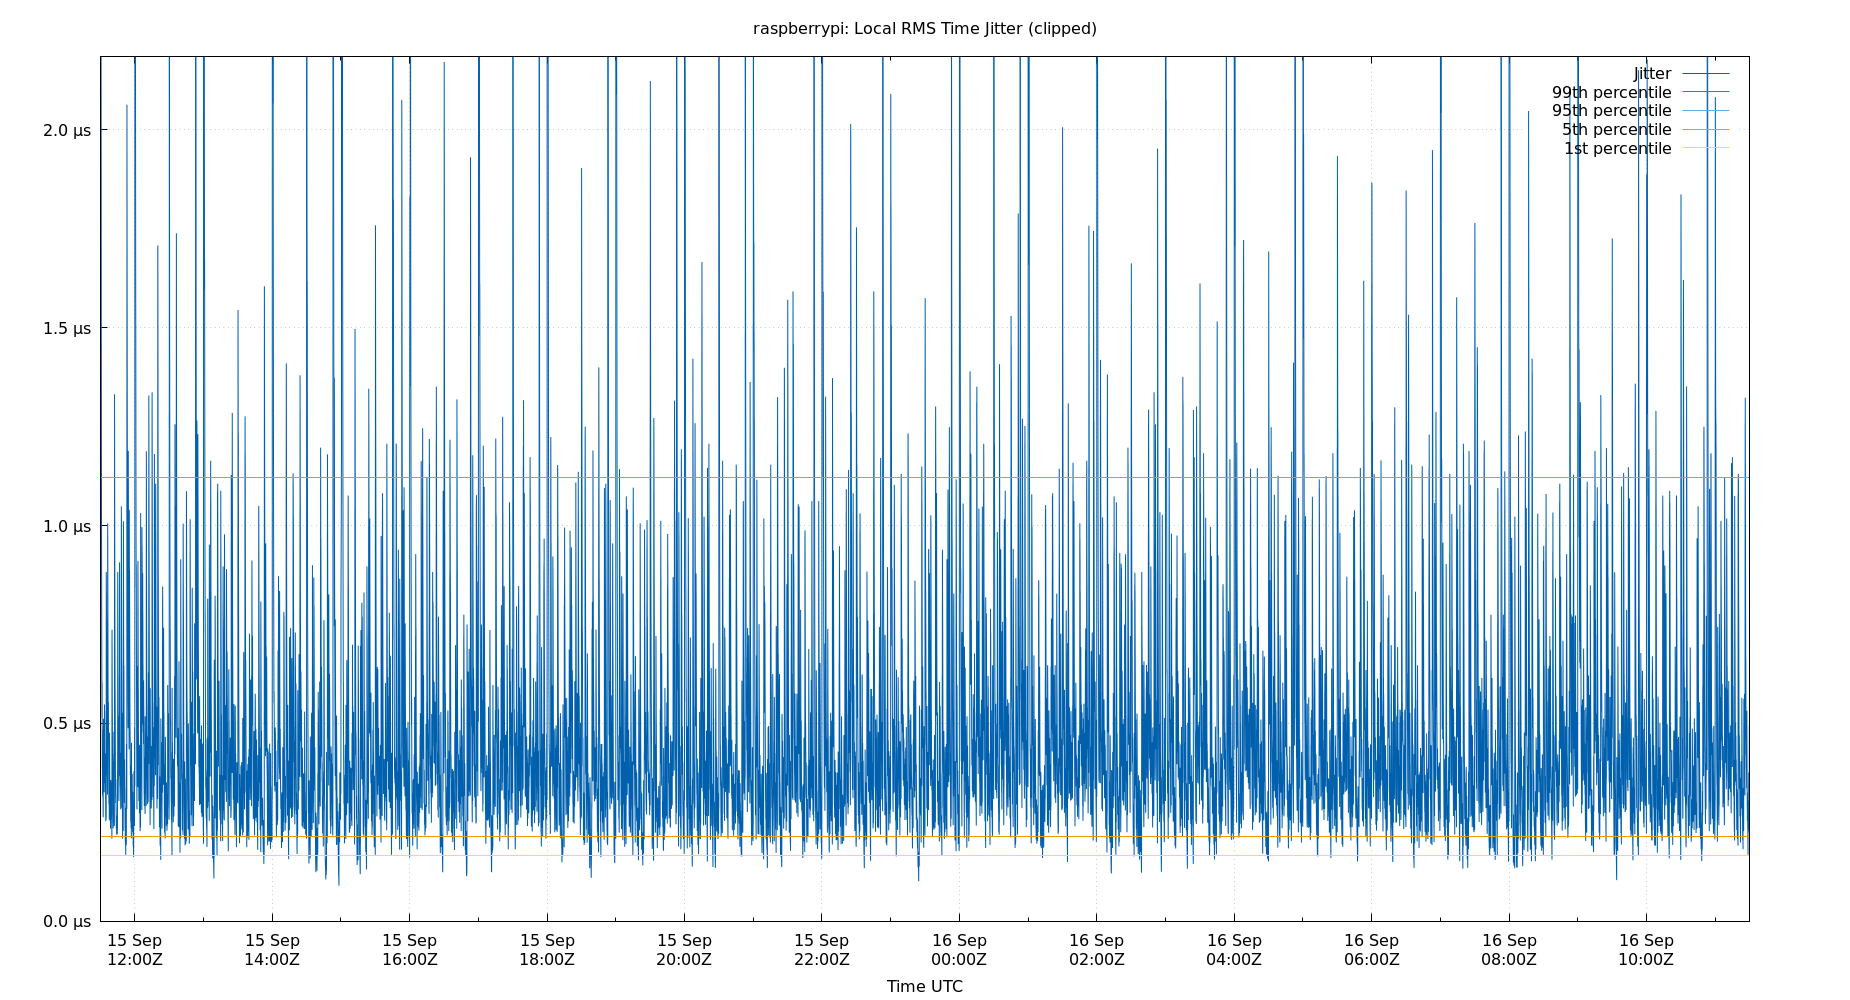 raspberrypi: Local RMS Time Jitter (clipped)
Jitter
99th percentile
95th percentile
5th percentile
1st percentile
2.0 µs
1.5 µs
1.0 µs
0.5 µs
0.0 µs
15 Sep 15 Sep 15 Sep 15 Sep 15 Sep 15 Sep 16 Sep 16 Sep 16 Sep 16 Sep 16 Sep 16 Sep
12:00Z 14:00Z 16:00Z 18:00Z 20:00Z 22:00Z 00:00Z 02:00Z 04:00Z 06:00Z 08:00Z 10:00Z
Time UTC